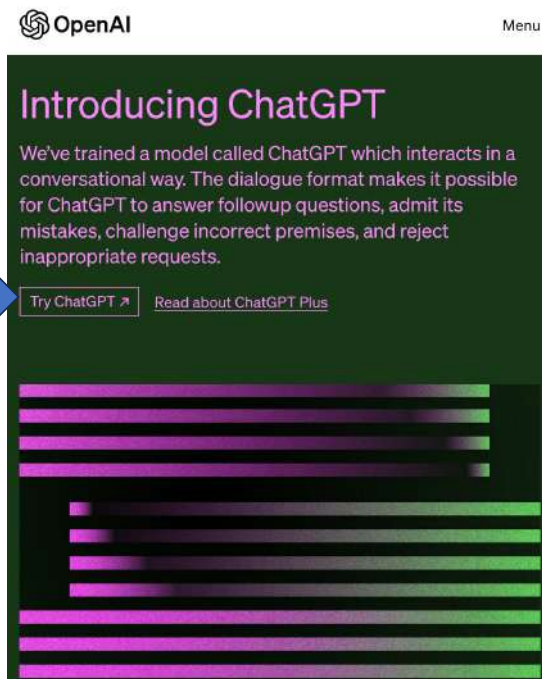 OpenAI
Menu
Introducing ChatGPT
We've trained a model called ChatGPT which interacts in a
conversational way. The dialogue format makes it possible
for ChatGPT to answer followup questions, admit its
mistakes, challenge incorrect premises, and reject
inappropriate requests.
Try ChatGPT ↗
Read about ChatGPT Plus